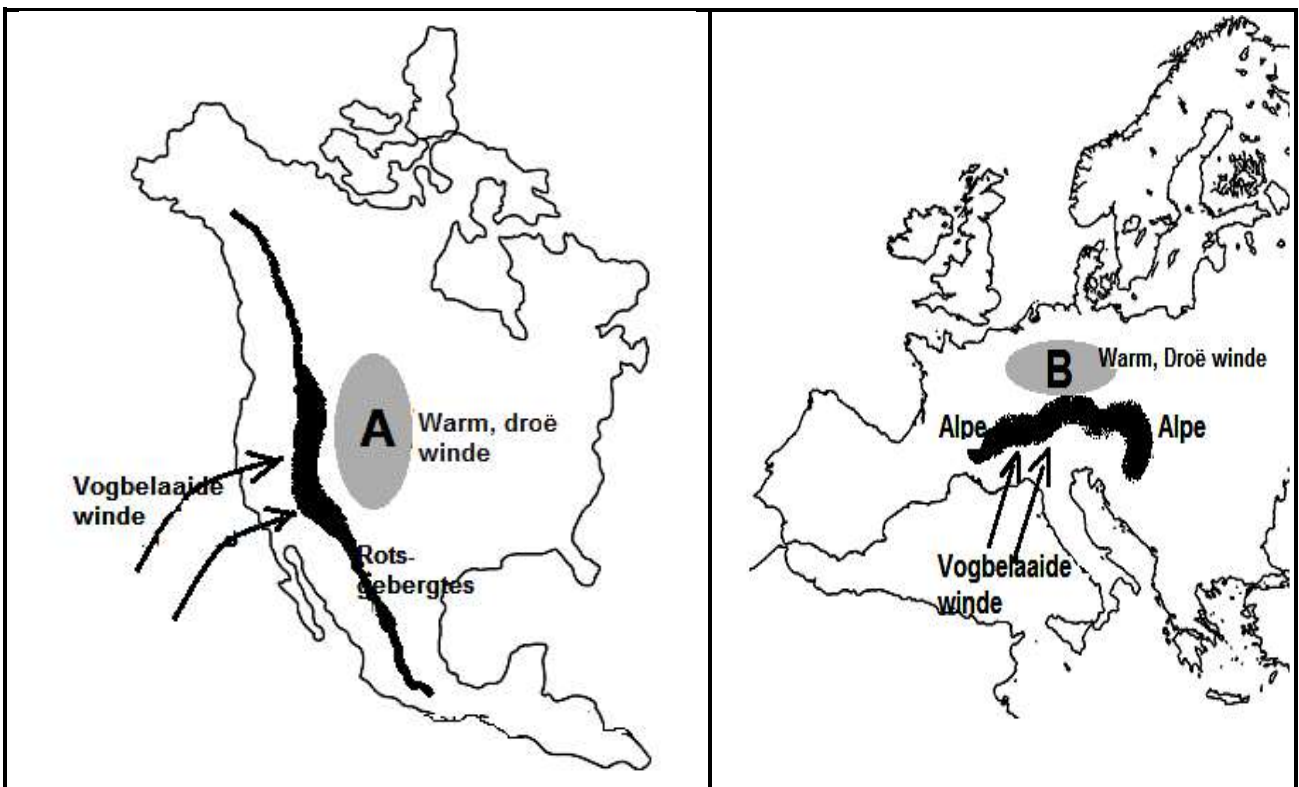 A
Warm, droë
winde
Vogbelaaide
winde
Rots-
gebergtes
B
Warm, Droë winde
Alpe
Alpe
Vogbelaaide
winde